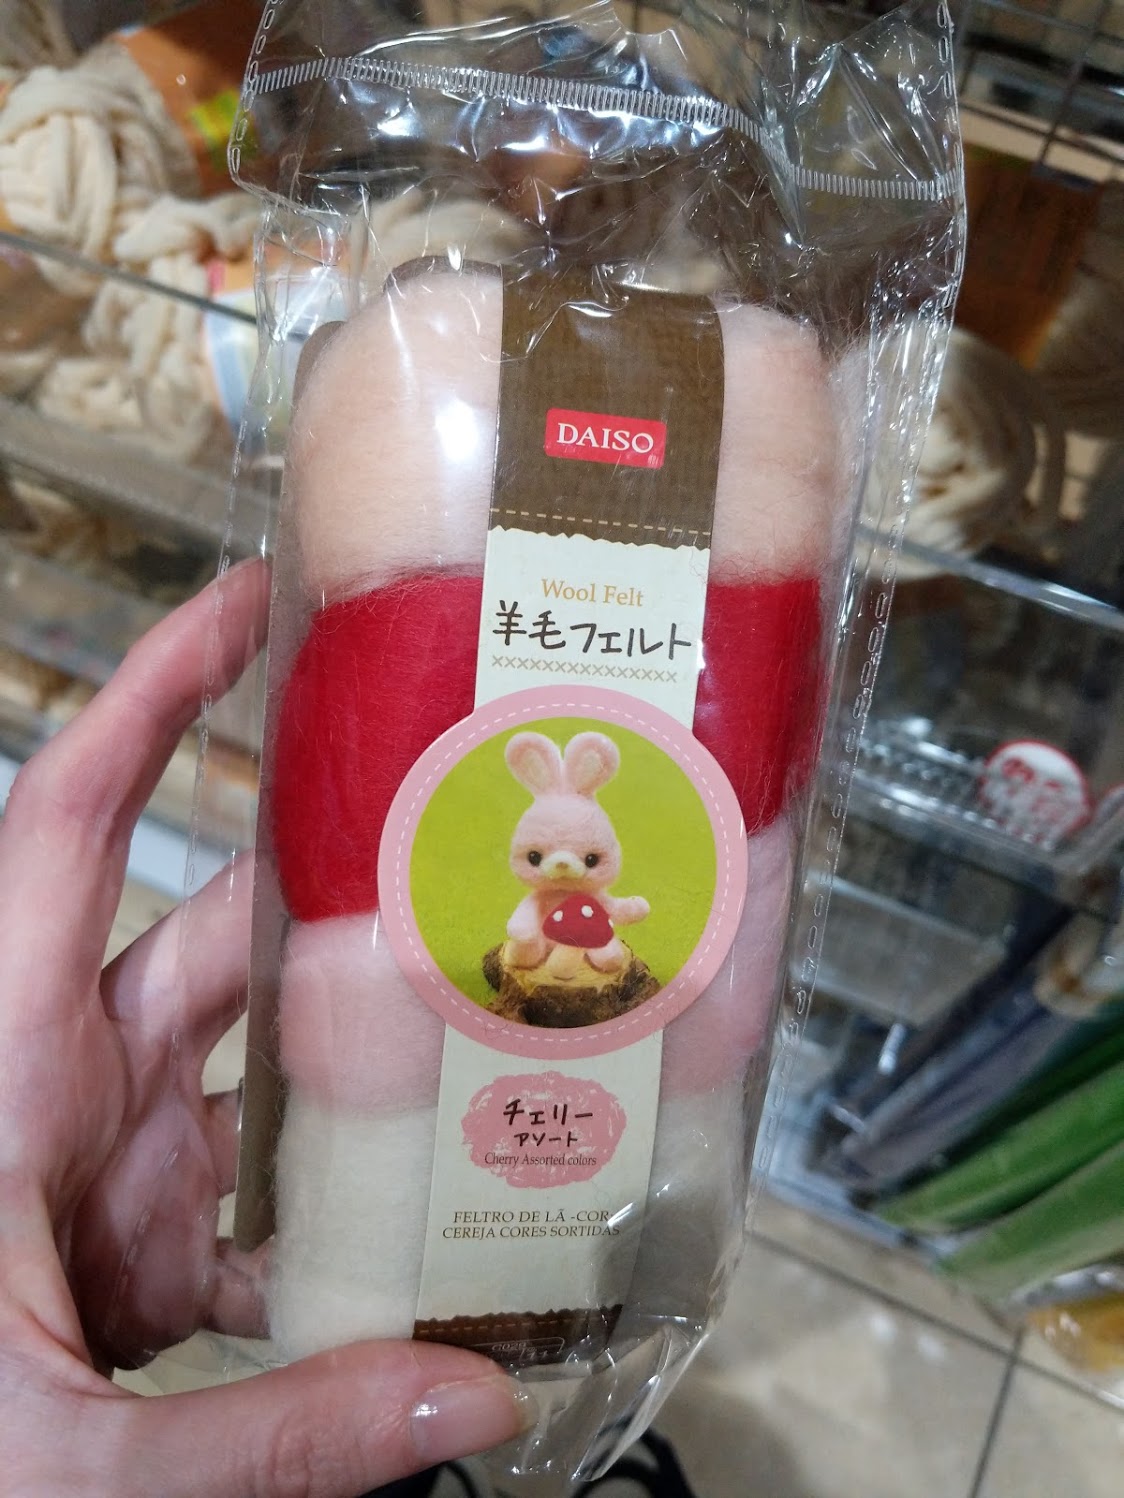 DAISO
Wool Felt
羊毛フェルト
××××××××××××××××
チェリー
アソート
Cherry Assorted colors
FELTRO DE LÃ -COR-
CEREJA CORES SORTIDAS